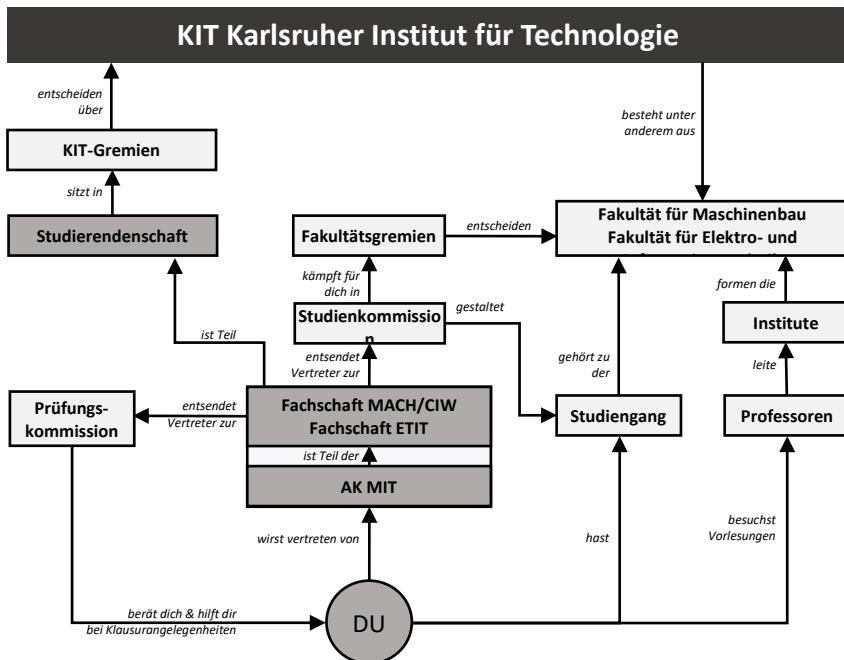 KIT Karlsruher Institut für Technologie
entscheiden
über
besteht unter
anderem aus
KIT-Gremien
sitzt in
Studierendenschaft
Fakultätsgremien
entscheiden
Fakultät für Maschinenbau
Fakultät für Elektro- und
kämpft für
dich in
gestaltet
formen die
Studienkommissio
n
Institute
ist Teil
entsendet
Vertreter zur
gehört zu
der
leite
Prüfungs-
kommission
entsendet
Vertreter zur
Fachschaft MACH/CIW
Fachschaft ETIT
Studiengang
Professoren
ist Teil der
AK MIT
wirst vertreten von
hast
besuchst
Vorlesungen
berät dich & hilft dir
bei Klausurangelegenheiten
DU